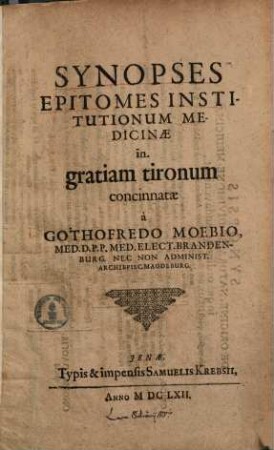 SYNOPSES
EPITOMES INSTI-
TUTIONUM ME-
DICINÆ
in
gratiam tironum
concinnatæ
à
GOTHOFREDO MOEBIO,
MED. D. P. P. MED. ELECT. BRANDEN-
BURG. NEC NON ADMINIST.
ARCHIEPISC. MAGDEBURG.
JENÆ,
Typis & impensis SAMUELIS KREBSII,
ANNO M DC LXII.